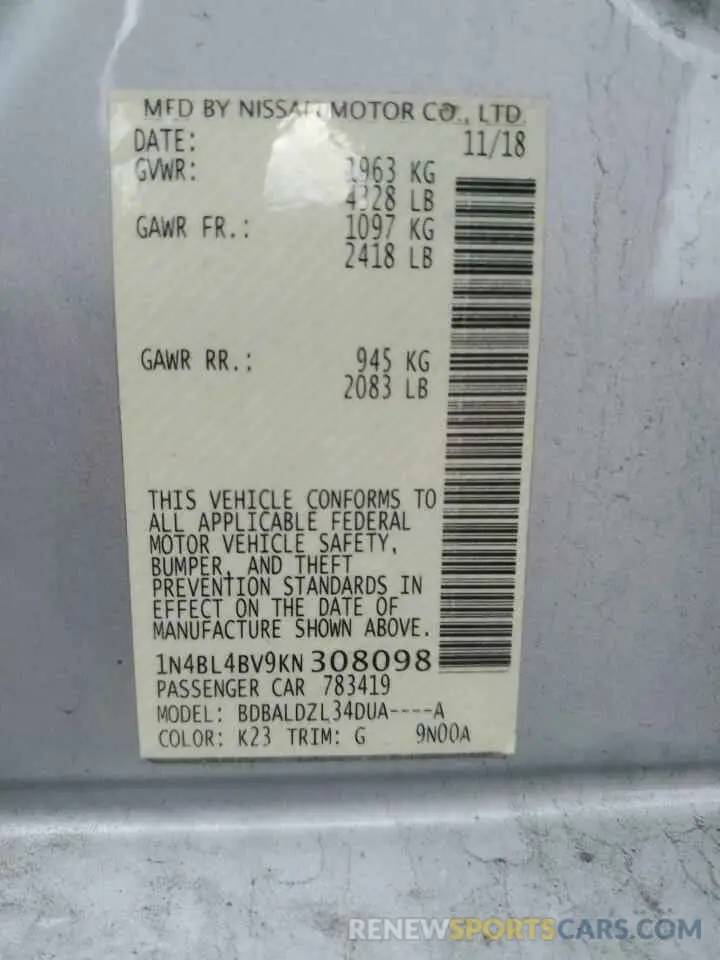 MFD BY NISSAN MOTOR CO., LTD.
DATE: 11/18
GVWR: 1963 KG
4328 LB
GAWR FR.: 1097 KG
2418 LB
GAWR RR.: 945 KG
2083 LB
THIS VEHICLE CONFORMS TO
ALL APPLICABLE FEDERAL
MOTOR VEHICLE SAFETY,
BUMPER, AND THEFT
PREVENTION STANDARDS IN
EFFECT ON THE DATE OF
MANUFACTURE SHOWN ABOVE.
1N4BL4BV9KN308098
PASSENGER CAR 783419
MODEL: BDBALDZL34DUA----A
COLOR: K23 TRIM: G 9N00A
RENEWSPORTSCARS.COM